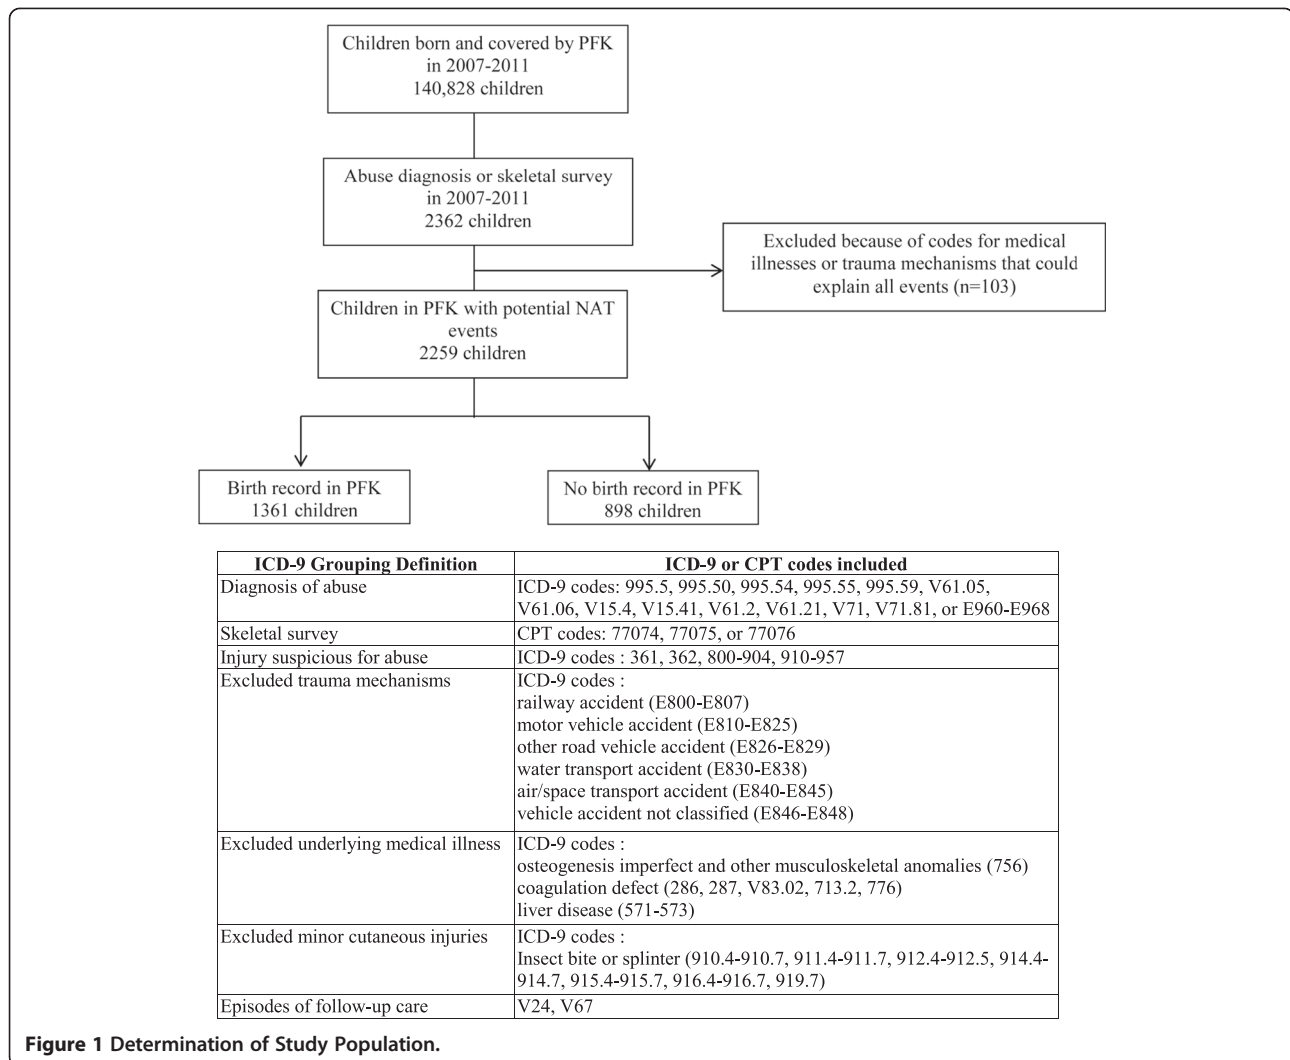 Children born and covered by PFK
in 2007-2011
140,828 children
Abuse diagnosis or skeletal survey
in 2007-2011
2362 children
Excluded because of codes for medical
illnesses or trauma mechanisms that could
explain all events (n=103)
Children in PFK with potential NAT
events
2259 children
Birth record in PFK
1361 children
No birth record in PFK
898 children
ICD-9 Grouping Definition
ICD-9 or CPT codes included
Diagnosis of abuse
ICD-9 codes: 995.5, 995.50, 995.54, 995.55, 995.59, V61.05,
V61.06, V15.4, V15.41, V61.2, V61.21, V71, V71.81, or E960-E968
Skeletal survey
CPT codes: 77074, 77075, or 77076
Injury suspicious for abuse
ICD-9 codes : 361, 362, 800-904, 910-957
Excluded trauma mechanisms
ICD-9 codes :
railway accident (E800-E807)
motor vehicle accident (E810-E825)
other road vehicle accident (E826-E829)
water transport accident (E830-E838)
air/space transport accident (E840-E845)
vehicle accident not classified (E846-E848)
Excluded underlying medical illness
ICD-9 codes :
osteogenesis imperfect and other musculoskeletal anomalies (756)
coagulation defect (286, 287, V83.02, 713.2, 776)
liver disease (571-573)
Excluded minor cutaneous injuries
ICD-9 codes :
Insect bite or splinter (910.4-910.7, 911.4-911.7, 912.4-912.5, 914.4-
914.7, 915.4-915.7, 916.4-916.7, 919.7)
Episodes of follow-up care
V24, V67
Figure 1 Determination of Study Population.